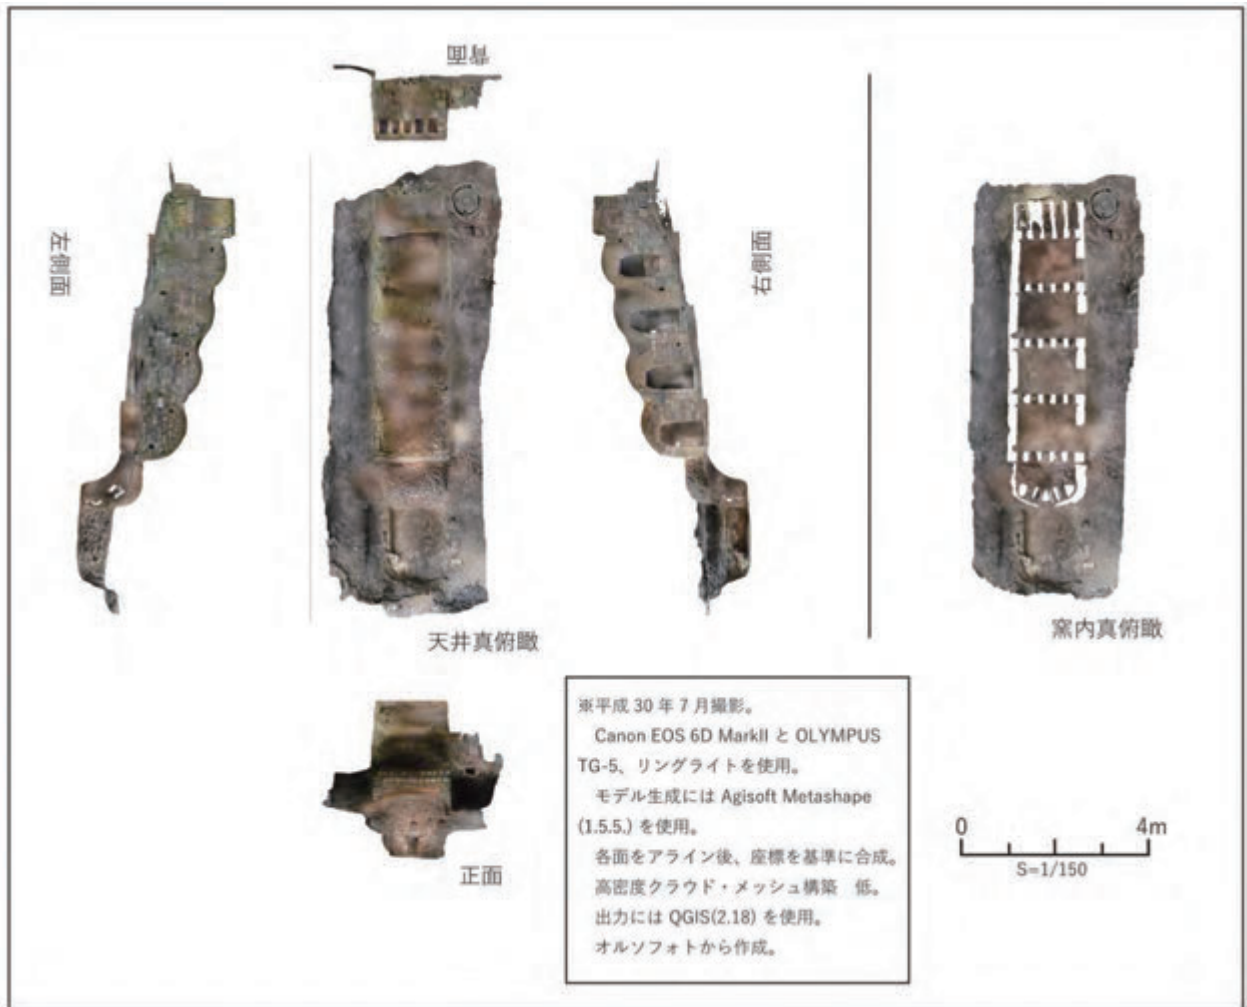 背面
左側面
右側面
天井真俯瞰
窯内真俯瞰
正面
※平成 30 年 7 月撮影。
Canon EOS 6D MarkII と OLYMPUS
TG-5、リングライトを使用。
モデル生成には Agisoft Metashape
(1.5.5.) を使用。
各面をアライン後、座標を基準に合成。
高密度クラウド・メッシュ構築 低。
出力には QGIS(2.18) を使用。
オルソフォトから作成。
0 4m
S=1/150